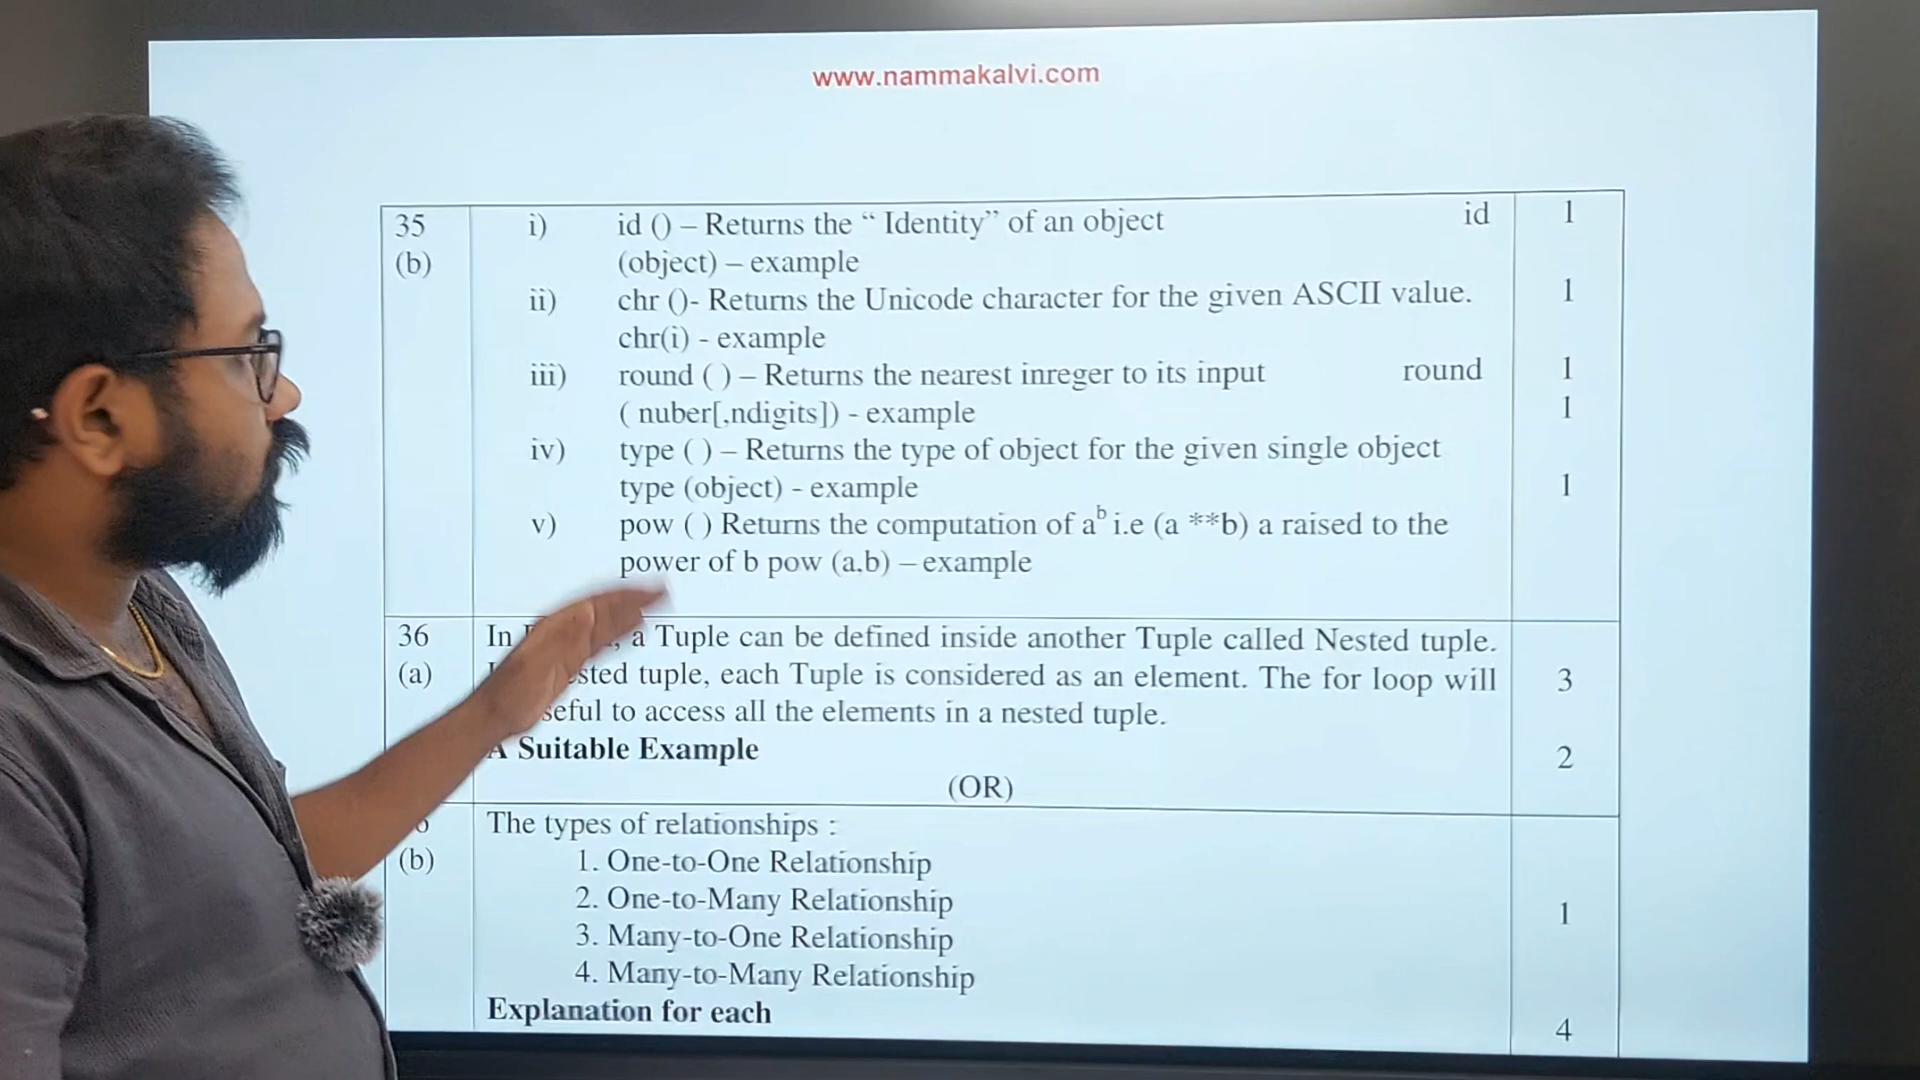 www.nammakalvi.com
35 i) id () – Returns the “ Identity” of an object id 1
(b) (object) – example
ii) chr ()- Returns the Unicode character for the given ASCII value. 1
chr(i) - example
iii) round ( ) – Returns the nearest inreger to its input round 1
( nuber[,ndigits]) - example 1
iv) type ( ) – Returns the type of object for the given single object
type (object) - example 1
v) pow ( ) Returns the computation of aᵇ i.e (a **b) a raised to the
power of b pow (a,b) – example
36 In a Tuple can be defined inside another Tuple called Nested tuple.
(a) tuple, each Tuple is considered as an element. The for loop will 3
to access all the elements in a nested tuple.
A Suitable Example 2
(OR)
The types of relationships :
(b) 1. One-to-One Relationship
2. One-to-Many Relationship 1
3. Many-to-One Relationship
4. Many-to-Many Relationship
Explanation for each 4